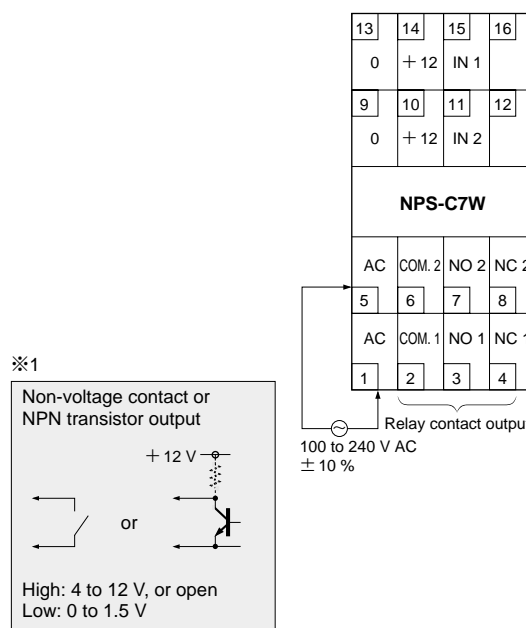 13 14 15 16
0 +12 IN 1
9 10 11 12
0 +12 IN 2
NPS-C7W
AC COM. 2 NO 2 NC 2
5 6 7 8
AC COM. 1 NO 1 NC 1
1 2 3 4
Relay contact outpu
100 to 240 V AC
±10 %
※1
Non-voltage contact or
NPN transistor output
+12 V
or
High: 4 to 12 V, or open
Low: 0 to 1.5 V